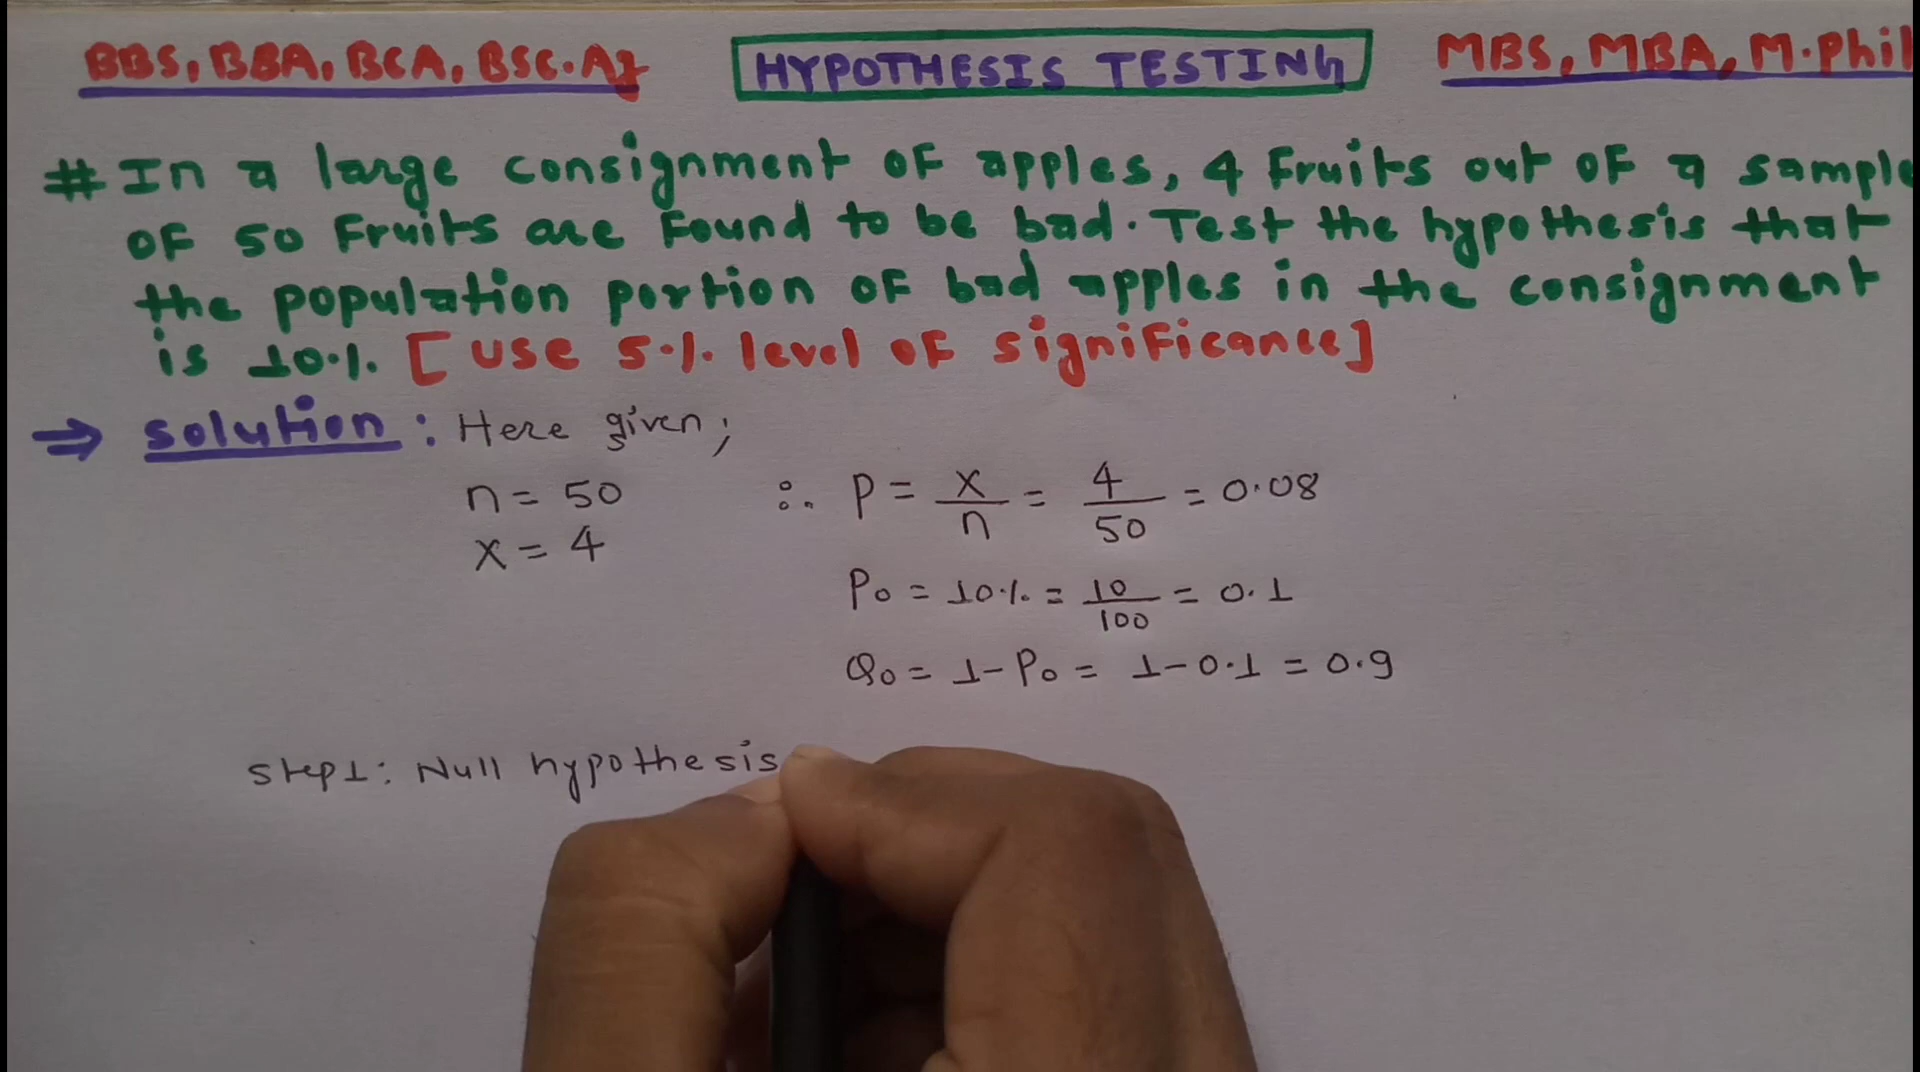 BBS, BBA, BCA, BSC.Ag HYPOTHESIS TESTING MBS, MBA, M.Phil
# In a large consignment of apples, 4 fruits out of a sample
of 50 fruits are found to be bad. Test the hypothesis that
the population portion of bad apples in the consignment
is 10%. [use 5% level of significance]
⇒ solution: Here given;
n = 50 ∴ p = x/n = 4/50 = 0.08
x = 4
P₀ = 10% = 10/100 = 0.1
Q₀ = 1 - P₀ = 1 - 0.1 = 0.9
step1: Null hypothesis